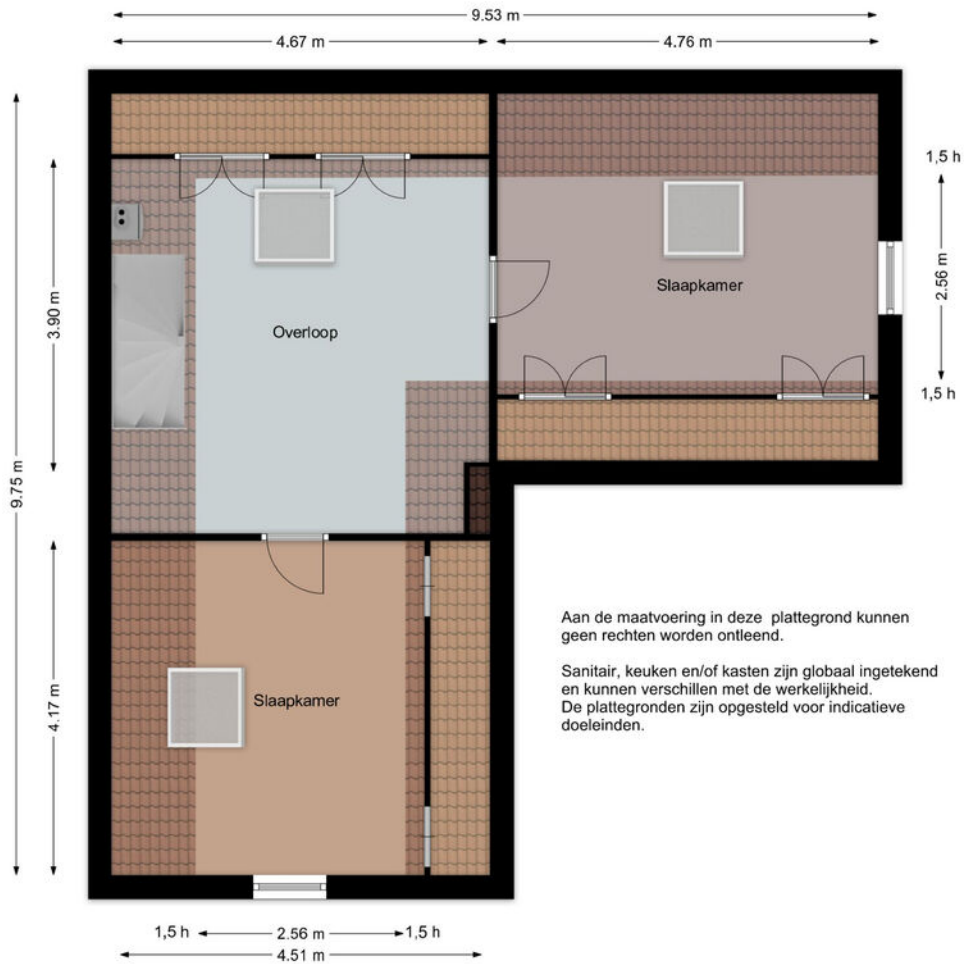 9.53 m
4.67 m
4.76 m
1,5 h
3.90 m
2.56 m
Slaapkamer
Overloop
1,5 h
9.75 m
Aan de maatvoering in deze plattegrond kunnen
geen rechten worden ontleend.
Sanitair, keuken en/of kasten zijn globaal ingetekend
en kunnen verschillen met de werkelijkheid.
De plattegronden zijn opgesteld voor indicatieve
doeleinden.
4.17 m
Slaapkamer
1,5 h
2.56 m
1,5 h
4.51 m